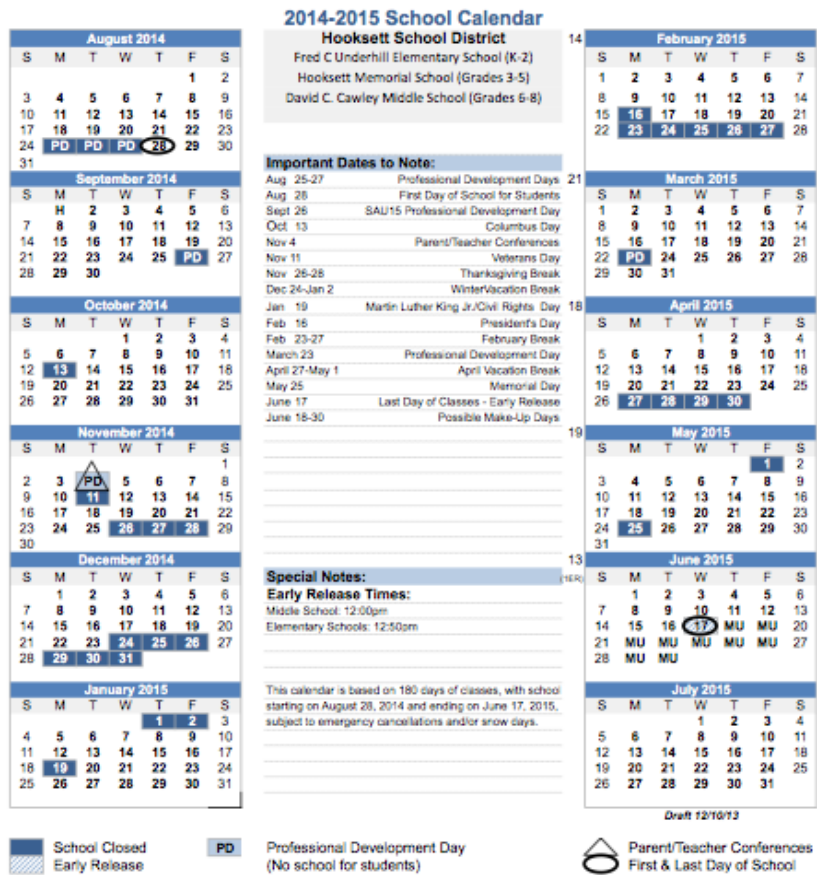 2014-2015 School Calendar
Hooksett School District
Fred C Underhill Elementary School (K-2)
Hooksett Memorial School (Grades 3-5)
David C. Cawley Middle School (Grades 6-8)
August 2014
S M T W T F S
1 2
3 4 5 6 7 8 9
10 11 12 13 14 15 16
17 18 19 20 21 22 23
24 PD PD PD 28 29 30
31
September 2014
S M T W T F S
H 2 3 4 5 6
7 8 9 10 11 12 13
14 15 16 17 18 19 20
21 22 23 24 25 PD 27
28 29 30
October 2014
S M T W T F S
1 2 3 4
5 6 7 8 9 10 11
12 13 14 15 16 17 18
19 20 21 22 23 24 25
26 27 28 29 30 31
November 2014
S M T W T F S
1
2 3 PD 5 6 7 8
9 10 11 12 13 14 15
16 17 18 19 20 21 22
23 24 25 26 27 28 29
30
December 2014
S M T W T F S
1 2 3 4 5 6
7 8 9 10 11 12 13
14 15 16 17 18 19 20
21 22 23 24 25 26 27
28 29 30 31
January 2015
S M T W T F S
1 2 3
4 5 6 7 8 9 10
11 12 13 14 15 16 17
18 19 20 21 22 23 24
25 26 27 28 29 30 31
Important Dates to Note:
Aug 25-27 Professional Development Days
Aug 28 First Day of School for Students
Sept 26 SAU15 Professional Development Day
Oct 13 Columbus Day
Nov 4 Parent/Teacher Conferences
Nov 11 Veterans Day
Nov 26-28 Thanksgiving Break
Dec 24-Jan 2 WinterVacation Break
Jan 19 Martin Luther King Jr./Civil Rights Day
Feb 16 President's Day
Feb 23-27 February Break
March 23 Professional Development Day
April 27-May 1 April Vacation Break
May 25 Memorial Day
June 17 Last Day of Classes - Early Release
June 18-30 Possible Make-Up Days
Special Notes:
Early Release Times:
Middle School: 12:00pm
Elementary Schools: 12:50pm
This calendar is based on 180 days of classes, with school
starting on August 28, 2014 and ending on June 17, 2015,
subject to emergency cancellations and/or snow days.
14 February 2015
S M T W T F S
1 2 3 4 5 6 7
8 9 10 11 12 13 14
15 16 17 18 19 20 21
22 23 24 25 26 27 28
21 March 2015
S M T W T F S
1 2 3 4 5 6 7
8 9 10 11 12 13 14
15 16 17 18 19 20 21
22 PD 24 25 26 27 28
29 30 31
18 April 2015
S M T W T F S
1 2 3 4
5 6 7 8 9 10 11
12 13 14 15 16 17 18
19 20 21 22 23 24 25
26 27 28 29 30
19 May 2015
S M T W T F S
1 2
3 4 5 6 7 8 9
10 11 12 13 14 15 16
17 18 19 20 21 22 23
24 25 26 27 28 29 30
31
13 June 2015
(1ER) S M T W T F S
1 2 3 4 5 6
7 8 9 10 11 12 13
14 15 16 17 MU MU 20
21 MU MU MU MU MU 27
28 MU MU
July 2015
S M T W T F S
1 2 3 4
5 6 7 8 9 10 11
12 13 14 15 16 17 18
19 20 21 22 23 24 25
26 27 28 29 30 31
Draft 12/10/13
School Closed
Early Release
PD Professional Development Day
(No school for students)
Parent/Teacher Conferences
First & Last Day of School